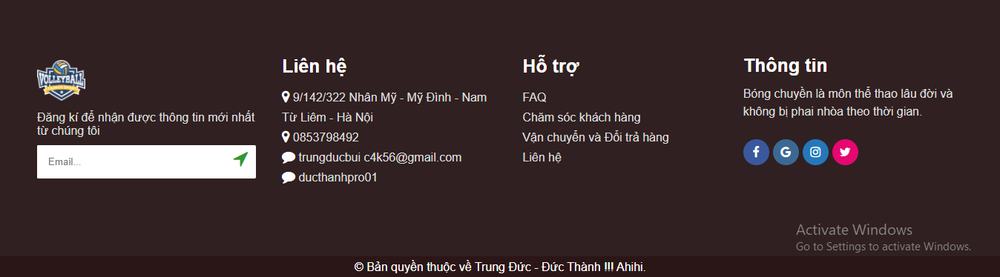 VOLLEYBALL
Đăng kí để nhận được thông tin mới nhất
từ chúng tôi
Email...
Liên hệ
9/142/322 Nhân Mỹ - Mỹ Đình - Nam
Từ Liêm - Hà Nội
0853798492
trungducbui c4k56@gmail.com
ducthanhpro01
Hỗ trợ
FAQ
Chăm sóc khách hàng
Vận chuyển và Đổi trả hàng
Liên hệ
Thông tin
Bóng chuyền là môn thể thao lâu đời và
không bị phai nhòa theo thời gian.
Activate Windows
Go to Settings to activate Windows.
© Bản quyền thuộc về Trung Đức - Đức Thành !!! Ahihi.